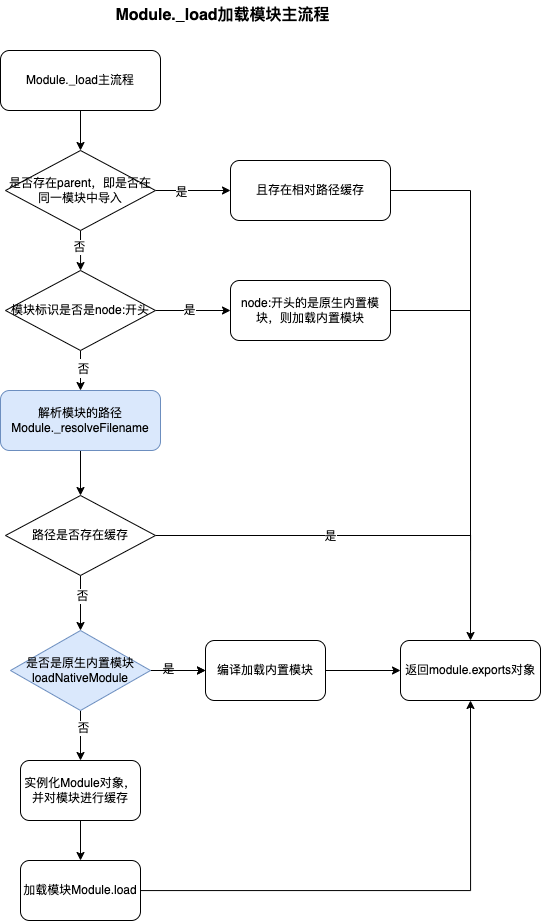 Module._load加载模块主流程
Module._load主流程
是否存在parent，即是否在
同一模块中导入
是
且存在相对路径缓存
否
模块标识是否是node:开头
是
node:开头的是原生内置模
块，则加载内置模块
否
解析模块的路径
Module._resolveFilename
路径是否存在缓存
是
否
是否是原生内置模块
loadNativeModule
是
编译加载内置模块
返回module.exports对象
否
实例化Module对象，
并对模块进行缓存
加载模块Module.load